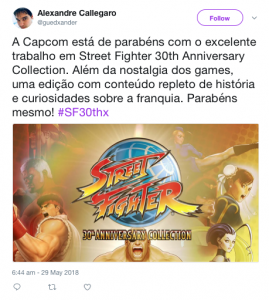 Alexandre Callegaro
@guedxander
Follow
A Capcom está de parabéns com o excelente
trabalho em Street Fighter 30th Anniversary
Collection. Além da nostalgia dos games,
uma edição com conteúdo repleto de história
e curiosidades sobre a franquia. Parabéns
mesmo! #SF30thx
STREET
FIGHTER
30th ANNIVERSARY COLLECTION
6:44 am - 29 May 2018